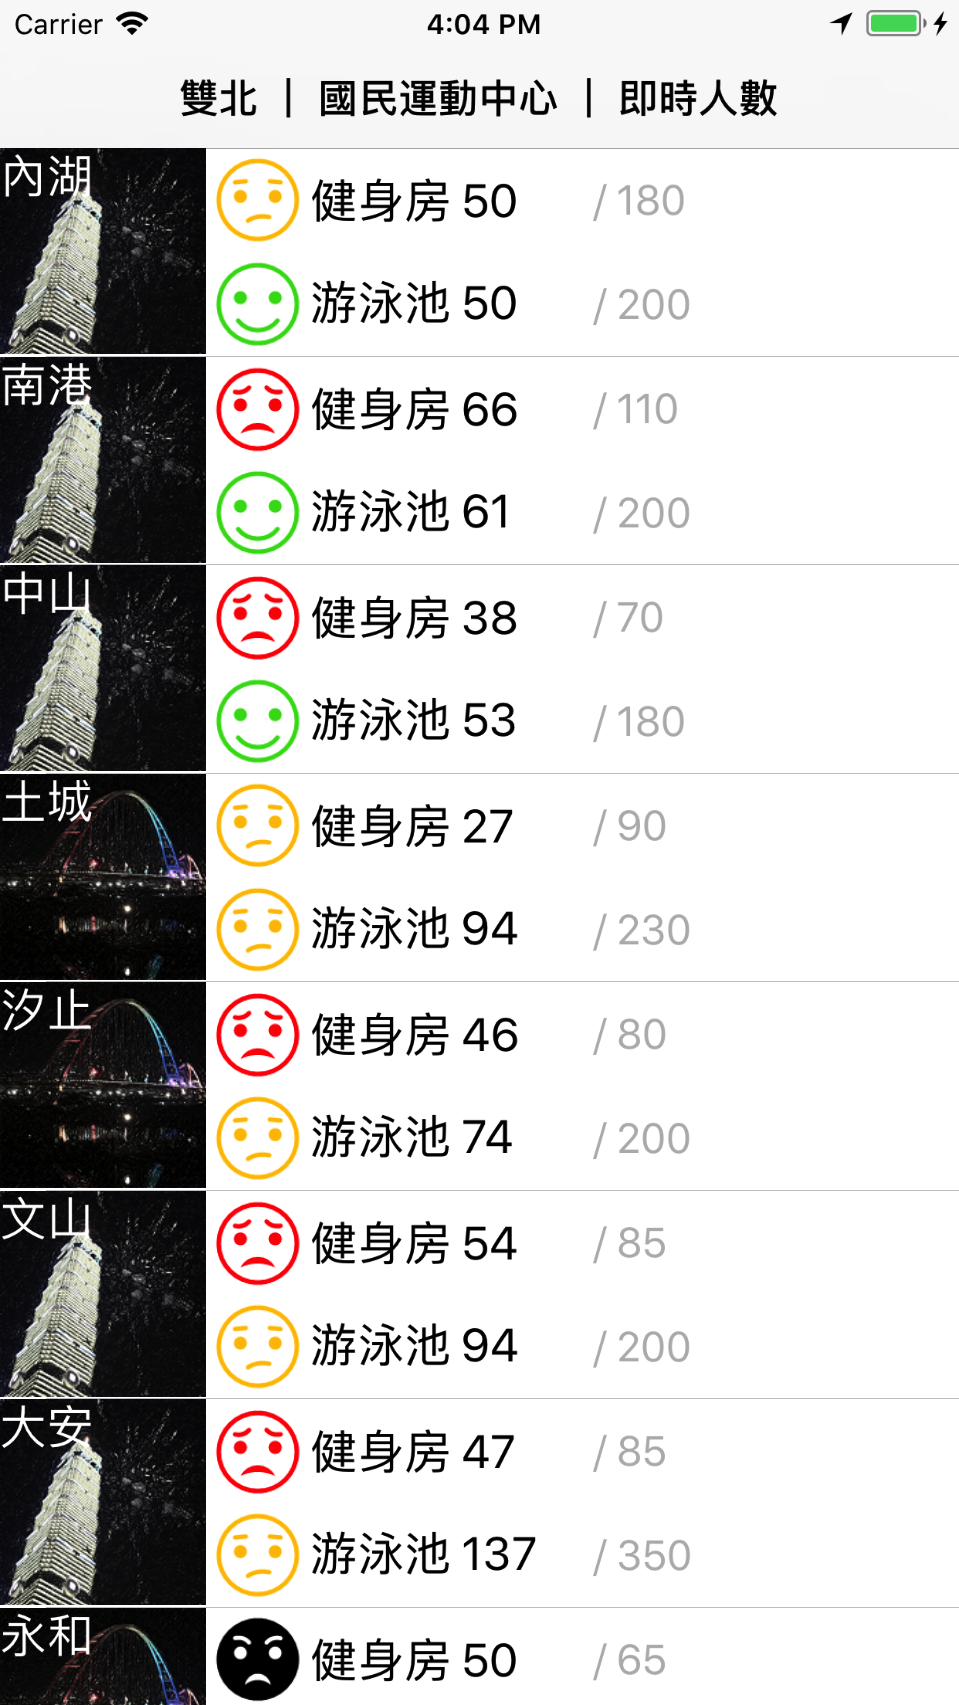 Carrier 4:04 PM
雙北 | 國民運動中心 | 即時人數
內湖
健身房 50 / 180
游泳池 50 / 200
南港
健身房 66 / 110
游泳池 61 / 200
中山
健身房 38 / 70
游泳池 53 / 180
土城
健身房 27 / 90
游泳池 94 / 230
汐止
健身房 46 / 80
游泳池 74 / 200
文山
健身房 54 / 85
游泳池 94 / 200
大安
健身房 47 / 85
游泳池 137 / 350
永和
健身房 50 / 65